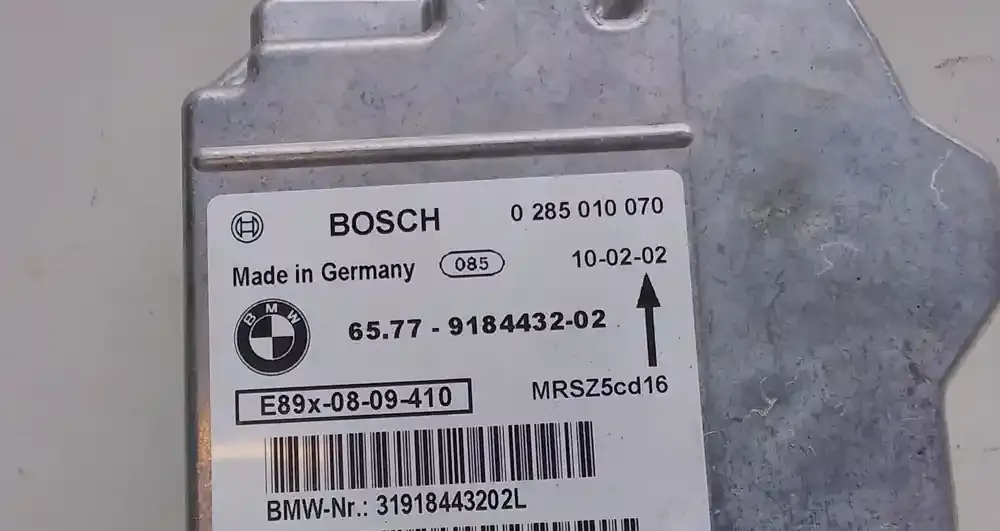 BOSCH 0 285 010 070
Made in Germany 085 10-02-02
BMW
65.77 - 9184432-02
E89x-08-09-410 MRSZ5cd16
BMW-Nr.: 31918443202L